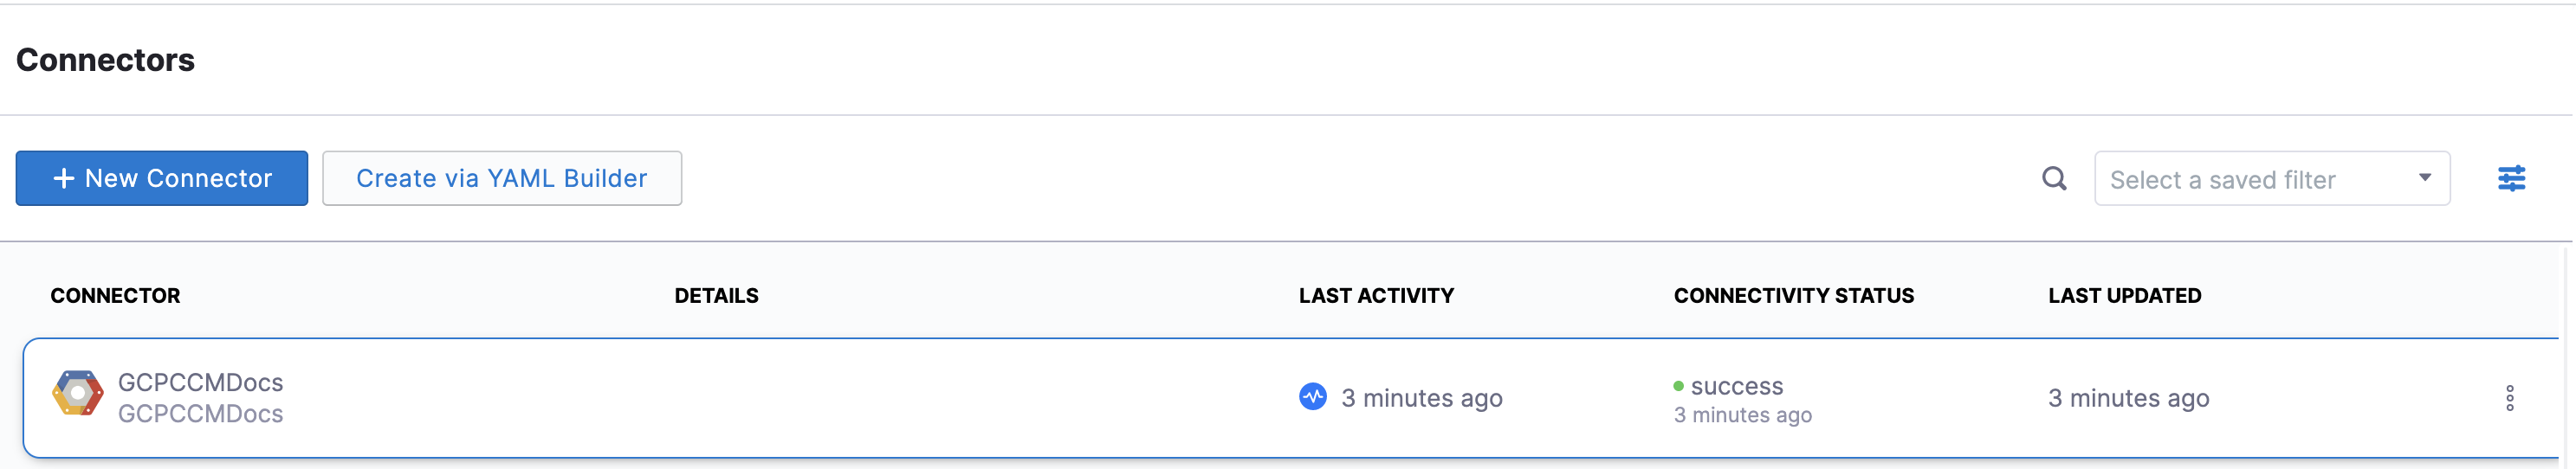 Connectors
+ New Connector
Create via YAML Builder
Select a saved filter
CONNECTOR
DETAILS
LAST ACTIVITY
CONNECTIVITY STATUS
LAST UPDATED
GCPCCMDocs
GCPCCMDocs
3 minutes ago
success
3 minutes ago
3 minutes ago